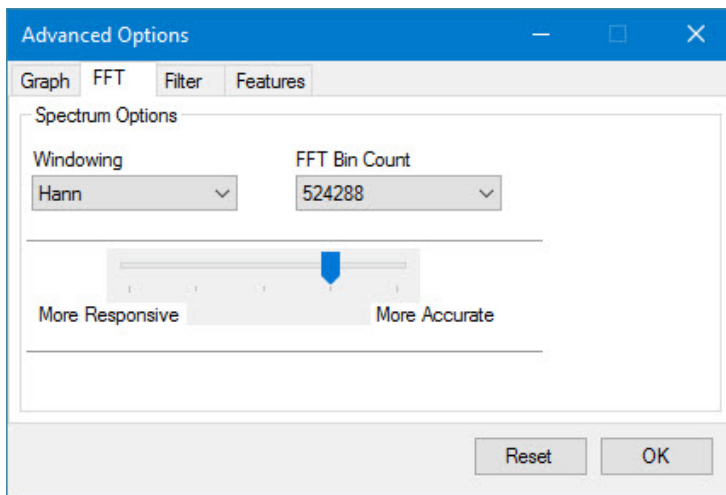 Advanced Options
Graph FFT Filter Features
Spectrum Options
Windowing FFT Bin Count
Hann 524288
More Responsive More Accurate
Reset OK